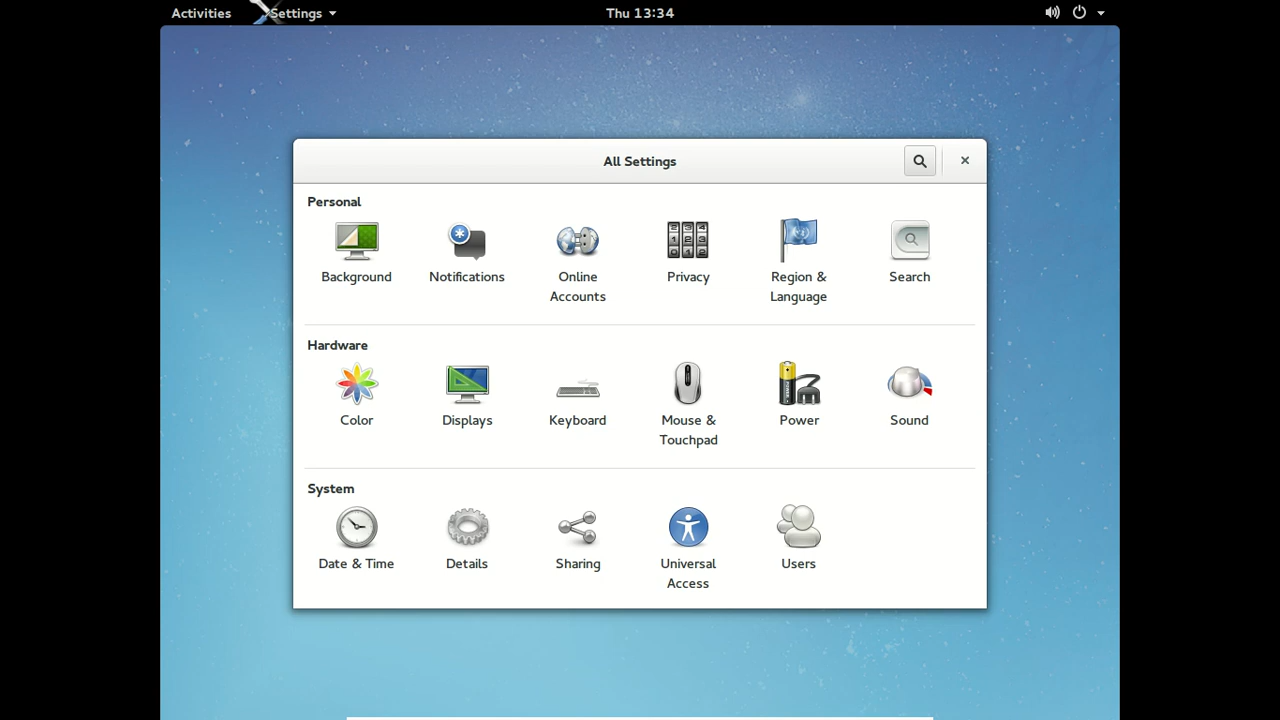 Activities Settings Thu 13:34
All Settings
Personal
Background Notifications Online Accounts Privacy Region & Language Search
Hardware
Color Displays Keyboard Mouse & Touchpad Power Sound
System
Date & Time Details Sharing Universal Access Users